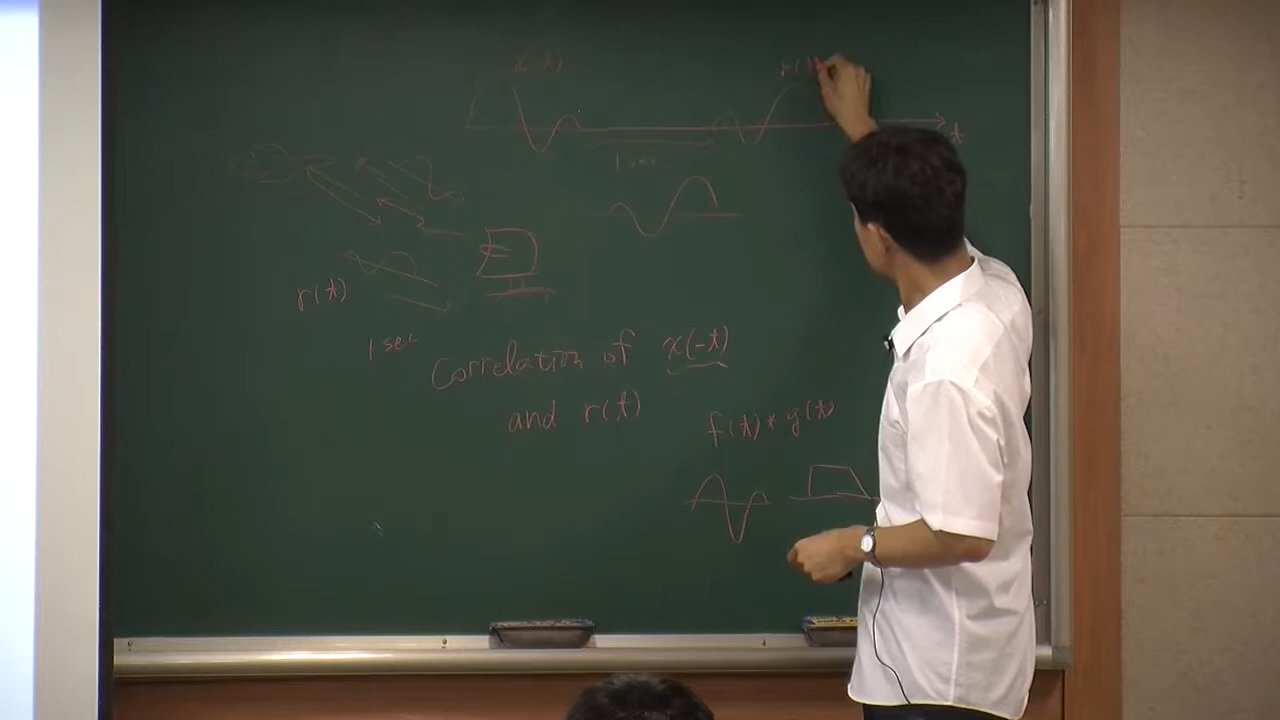 x(-t)
r(t
t
1 sec
r(t)
1 sec
Correlation of x(-t)
and r(t)
f(t) * g(t)